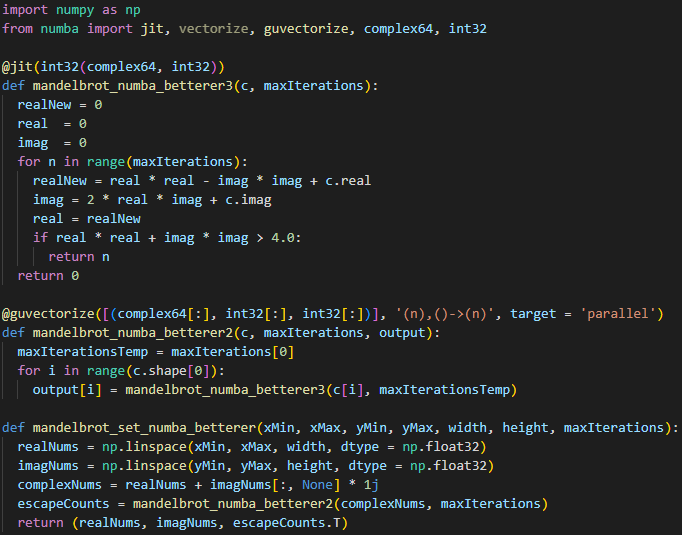 import numpy as np
from numba import jit, vectorize, guvectorize, complex64, int32

@jit(int32(complex64, int32))
def mandelbrot_numba_betterer3(c, maxIterations):
  realNew = 0
  real  = 0
  imag  = 0
  for n in range(maxIterations):
    realNew = real * real - imag * imag + c.real
    imag = 2 * real * imag + c.imag
    real = realNew
    if real * real + imag * imag > 4.0:
      return n
  return 0

@guvectorize([(complex64[:], int32[:], int32[:])], '(n),()->(n)', target = 'parallel')
def mandelbrot_numba_betterer2(c, maxIterations, output):
  maxIterationsTemp = maxIterations[0]
  for i in range(c.shape[0]):
    output[i] = mandelbrot_numba_betterer3(c[i], maxIterationsTemp)

def mandelbrot_set_numba_betterer(xMin, xMax, yMin, yMax, width, height, maxIterations):
  realNums = np.linspace(xMin, xMax, width, dtype = np.float32)
  imagNums = np.linspace(yMin, yMax, height, dtype = np.float32)
  complexNums = realNums + imagNums[:, None] * 1j
  escapeCounts = mandelbrot_numba_betterer2(complexNums, maxIterations)
  return (realNums, imagNums, escapeCounts.T)